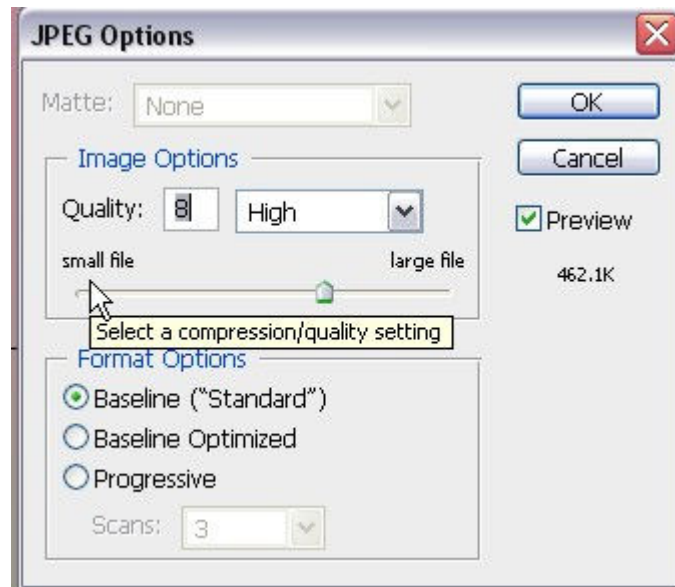 JPEG Options
Matte: None
OK
Image Options
Cancel
Quality: 8 High
Preview
small file large file
462.1K
Select a compression/quality setting
Format Options
Baseline ("Standard")
Baseline Optimized
Progressive
Scans: 3